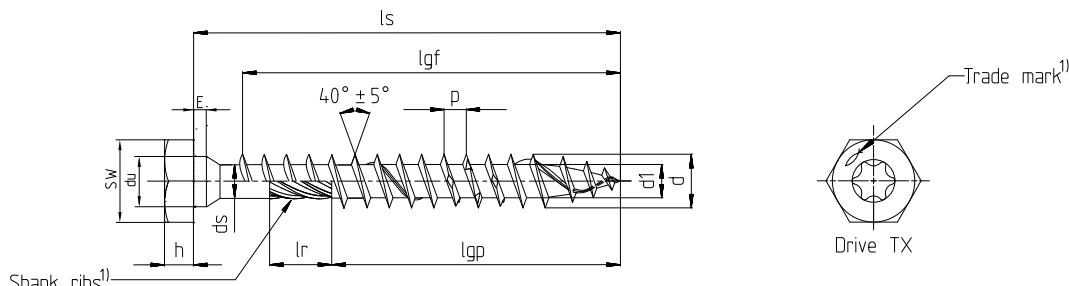 ls
lgf
Trade mark¹⁾
E
40° ± 5°
p
SW
du
d1
d
ds
Drive TX
h
lr
lgp
Shank ribs¹⁾